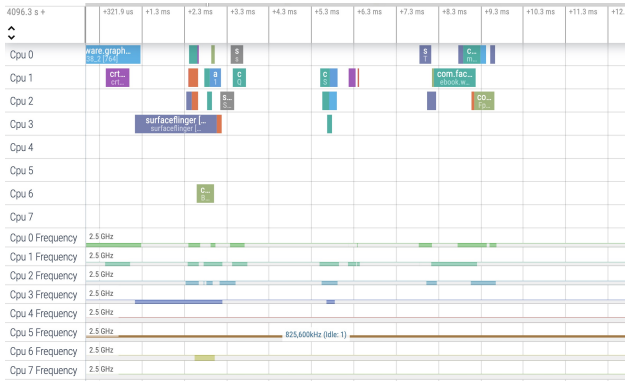 4096.3 s +
+321.9 us +1.3 ms +2.3 ms +3.3 ms +4.3 ms +5.3 ms +6.3 ms +7.3 ms +8.3 ms +9.3 ms +10.3 ms +11.3 ms +12.
Cpu 0
ware.graph... s s c...
38_2 [764] s T m...
Cpu 1
crt... a c c com.fac...
crt... 1 Q S ebook.w...
Cpu 2
s... co...
S... Fp...
Cpu 3
surfaceflinger [...
surfaceflinger [...
Cpu 4
Cpu 5
Cpu 6
c...
B...
Cpu 7
Cpu 0 Frequency 2.5 GHz
Cpu 1 Frequency 2.5 GHz
Cpu 2 Frequency 2.5 GHz
Cpu 3 Frequency 2.5 GHz
Cpu 4 Frequency 2.5 GHz
Cpu 5 Frequency 2.5 GHz 825,600kHz (Idle: 1)
Cpu 6 Frequency 2.5 GHz
Cpu 7 Frequency 2.5 GHz